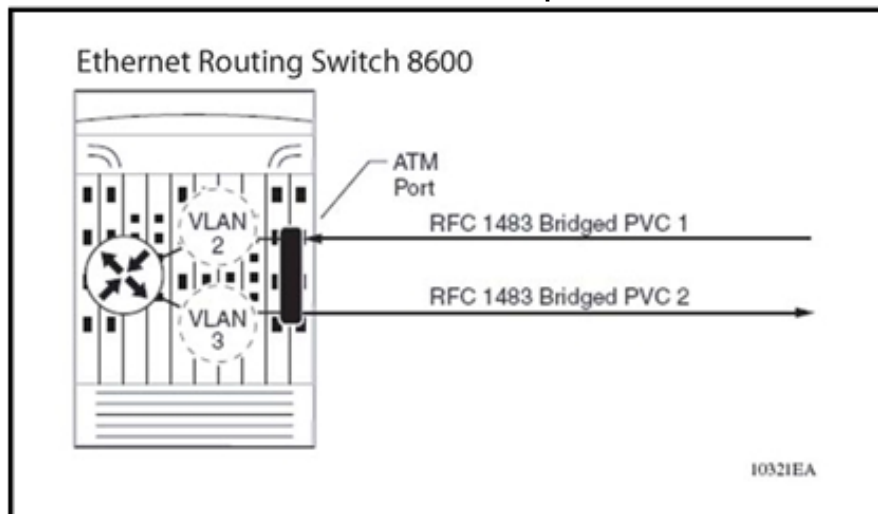 Ethernet Routing Switch 8600
ATM
Port
VLAN
2
RFC 1483 Bridged PVC 1
RFC 1483 Bridged PVC 2
VLAN
3
10321EA